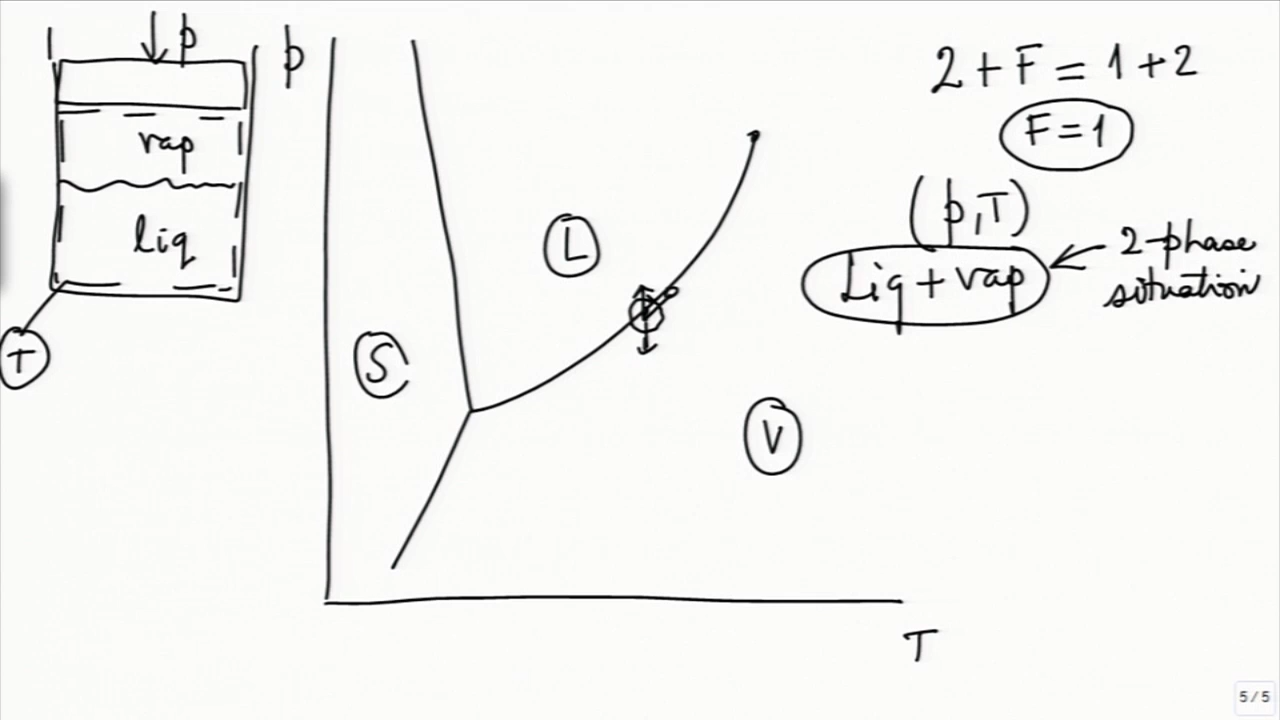 p
vap
liq
T
p
S
L
V
T
2+F=1+2
F=1
(p,T)
Liq+vap
2-phase
situation
5/5